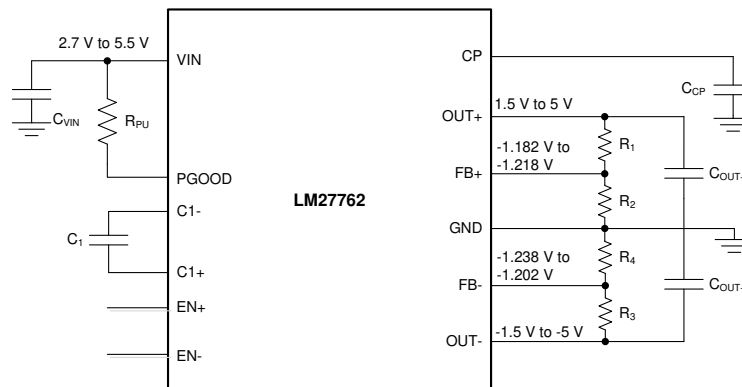 2.7 V to 5.5 V
VIN
CP
CVIN
RPU
CCP
1.5 V to 5 V
OUT+
R1
-1.182 V to
-1.218 V
FB+
COUT-
PGOOD
LM27762
C1-
R2
GND
C1
-1.238 V to
-1.202 V
R4
C1+
FB-
COUT-
EN+
R3
OUT-
-1.5 V to -5 V
EN-